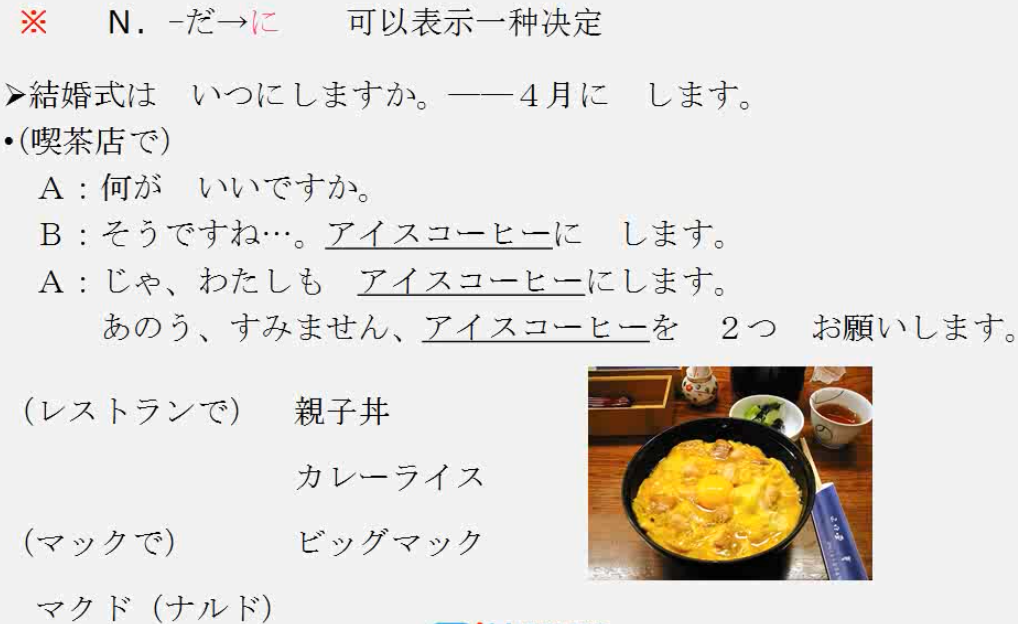 ※　N．-だ→に　可以表示一种决定
➢結婚式は　いつにしますか。——４月に　します。
•(喫茶店で)
Ａ：何が　いいですか。
Ｂ：そうですね…。アイスコーヒーに　します。
Ａ：じゃ、わたしも　アイスコーヒーにします。
あのう、すみません、アイスコーヒーを　２つ　お願いします。
(レストランで)　親子丼
カレーライス
(マックで)　ビッグマック
マクド（ナルド）